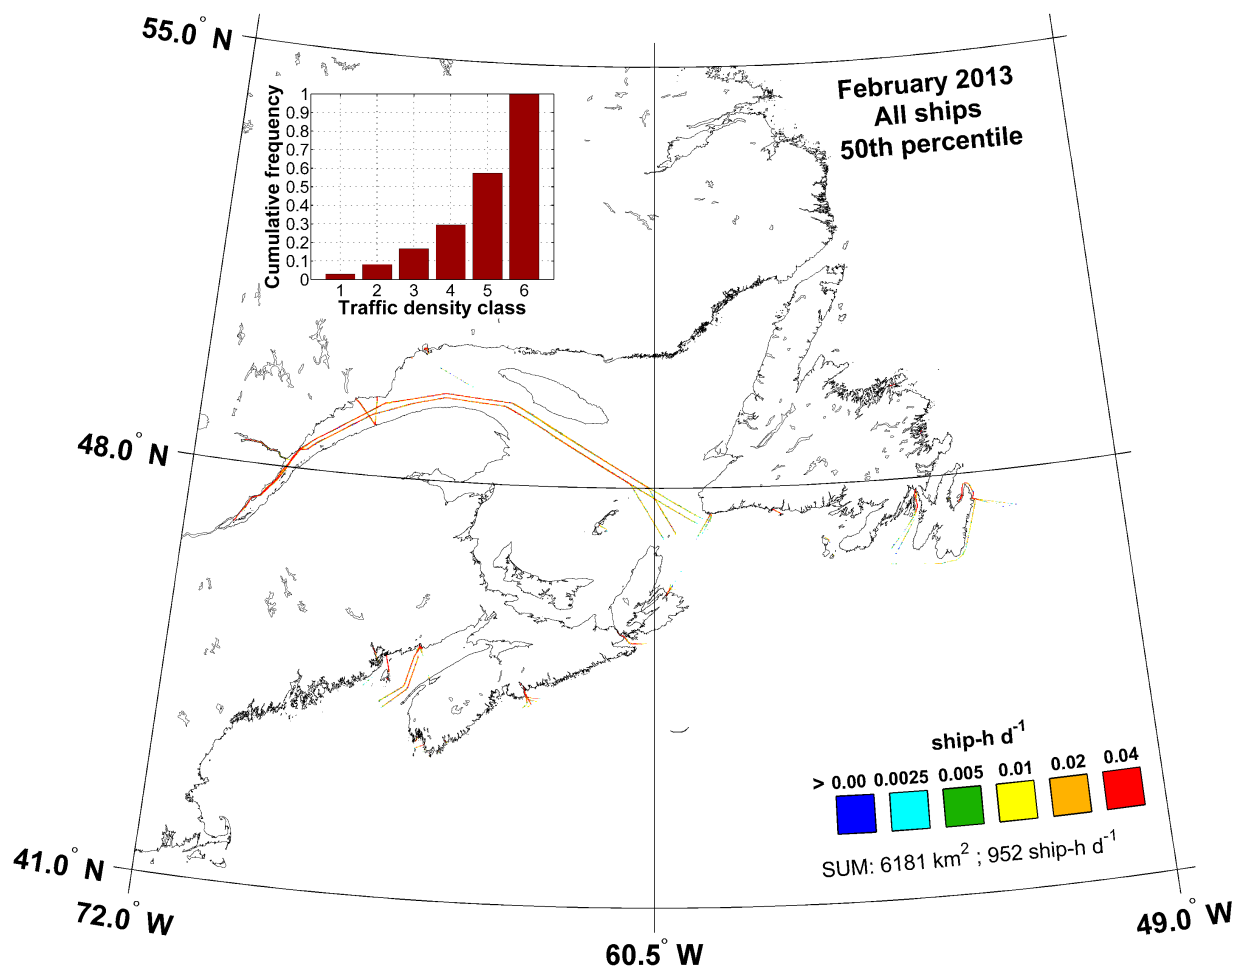 55.0° N
February 2013
All ships
50th percentile
Cumulative frequency
1
0.9
0.8
0.7
0.6
0.5
0.4
0.3
0.2
0.1
0
1 2 3 4 5 6
Traffic density class
48.0° N
ship-h d⁻¹
> 0.00 0.0025 0.005 0.01 0.02 0.04
SUM: 6181 km² ; 952 ship-h d⁻¹
41.0° N
72.0° W
60.5° W
49.0° W